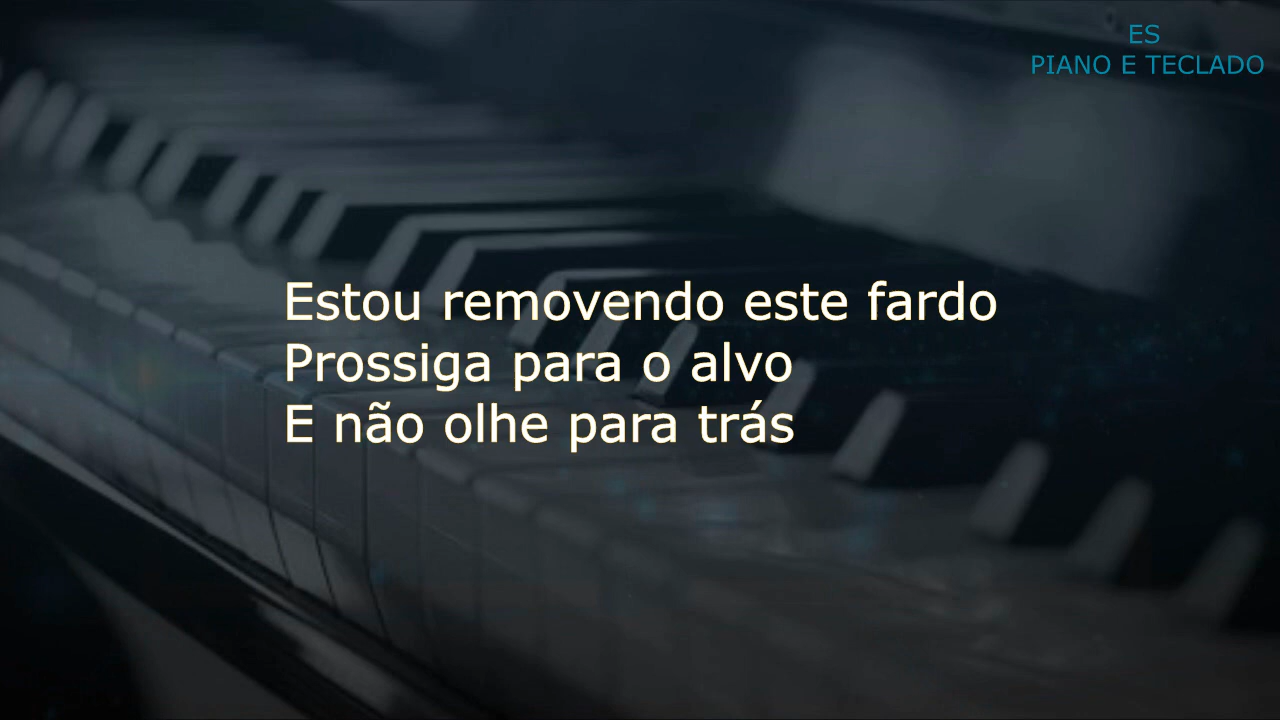 ES
PIANO E TECLADO
Estou removendo este fardo
Prossiga para o alvo
E não olhe para trás